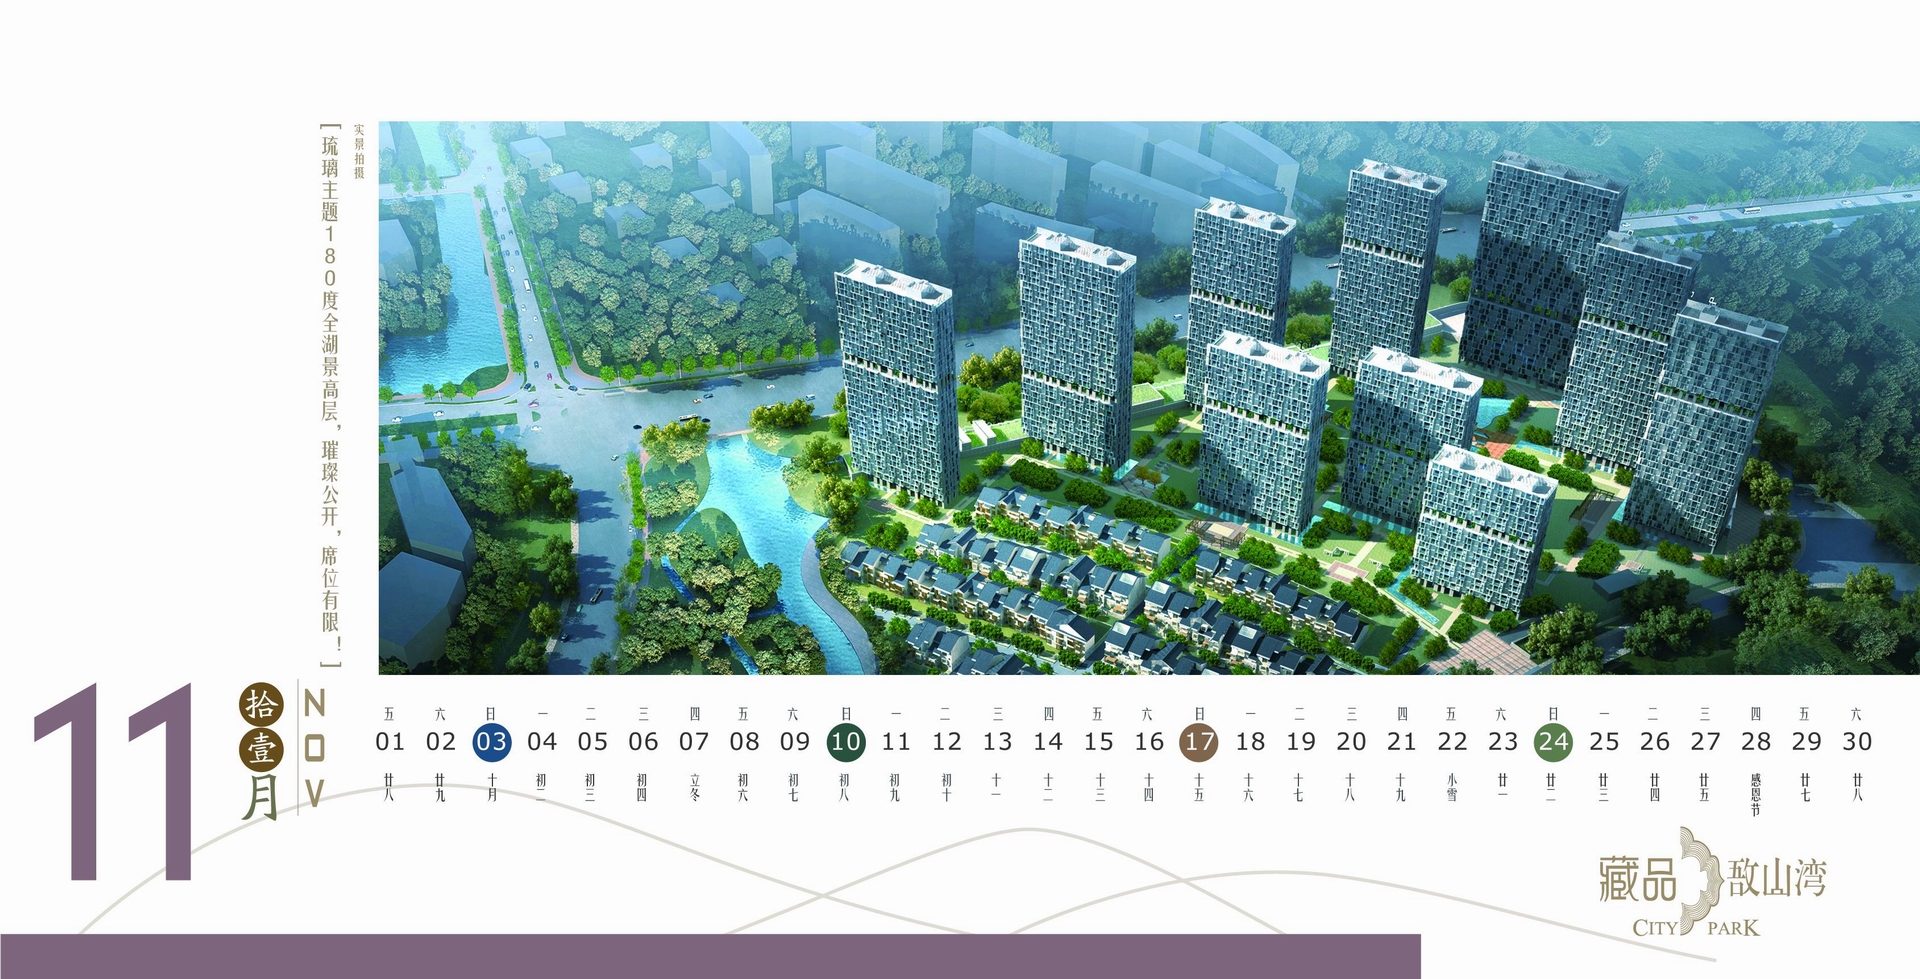 实景拍摄
[琉璃主题180度全湖景高层，璀璨公开，席位有限！]
11
拾壹月
NOV
五 六 日 一 二 三 四 五 六 日 一 二 三 四 五 六 日 一 二 三 四 五 六 日 一 二 三 四 五 六
01 02 03 04 05 06 07 08 09 10 11 12 13 14 15 16 17 18 19 20 21 22 23 24 25 26 27 28 29 30
廿八 廿九 十月 初二 初三 初四 立冬 初六 初七 初八 初九 初十 十一 十二 十三 十四 十五 十六 十七 十八 十九 小雪 廿一 廿二 廿三 廿四 廿五 感恩节 廿七 廿八
藏品 敔山湾
CITY PARK